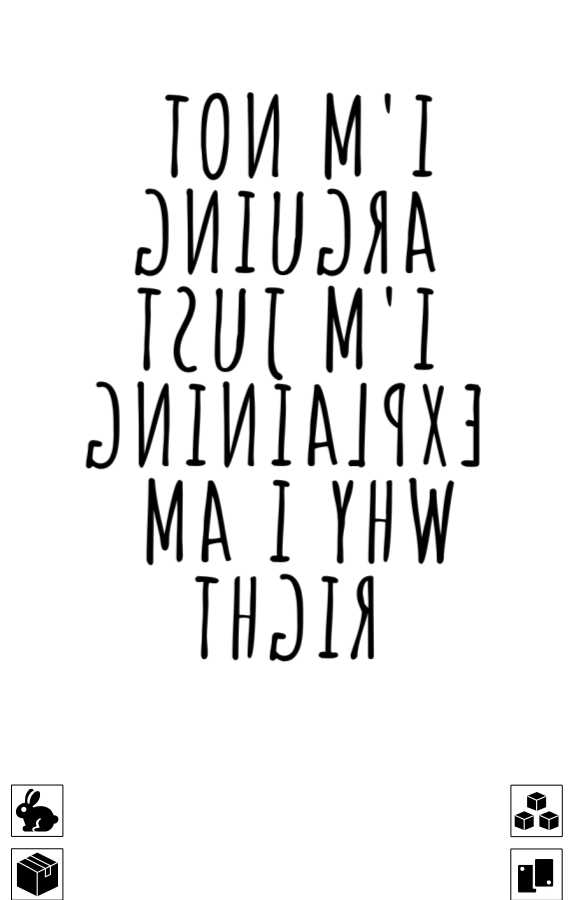 I'M NOT
ARGUING
I'M JUST
EXPLAINING
WHY I AM
RIGHT